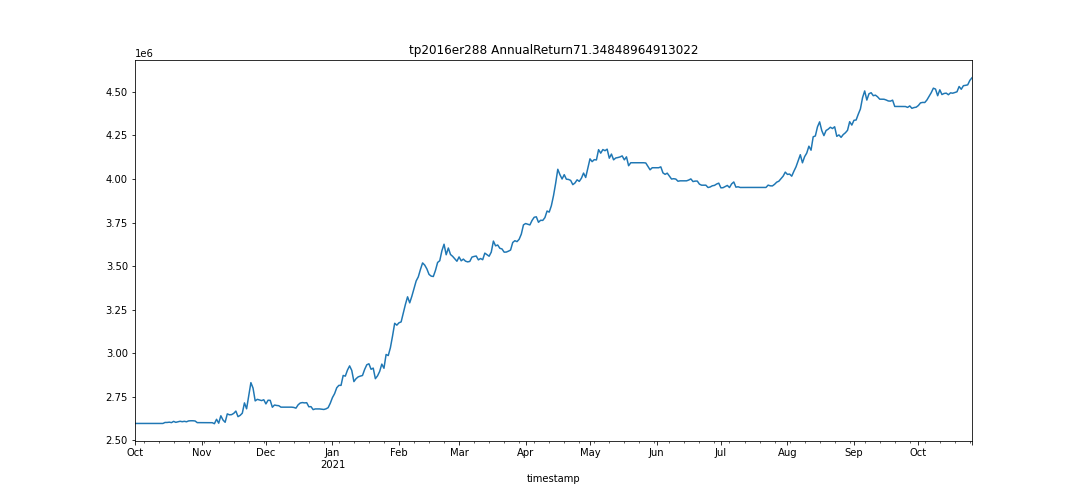 tp2016er288 AnnualReturn71.34848964913022
1e6
4.50
4.25
4.00
3.75
3.50
3.25
3.00
2.75
2.50
Oct Nov Dec Jan Feb Mar Apr May Jun Jul Aug Sep Oct
2021
timestamp